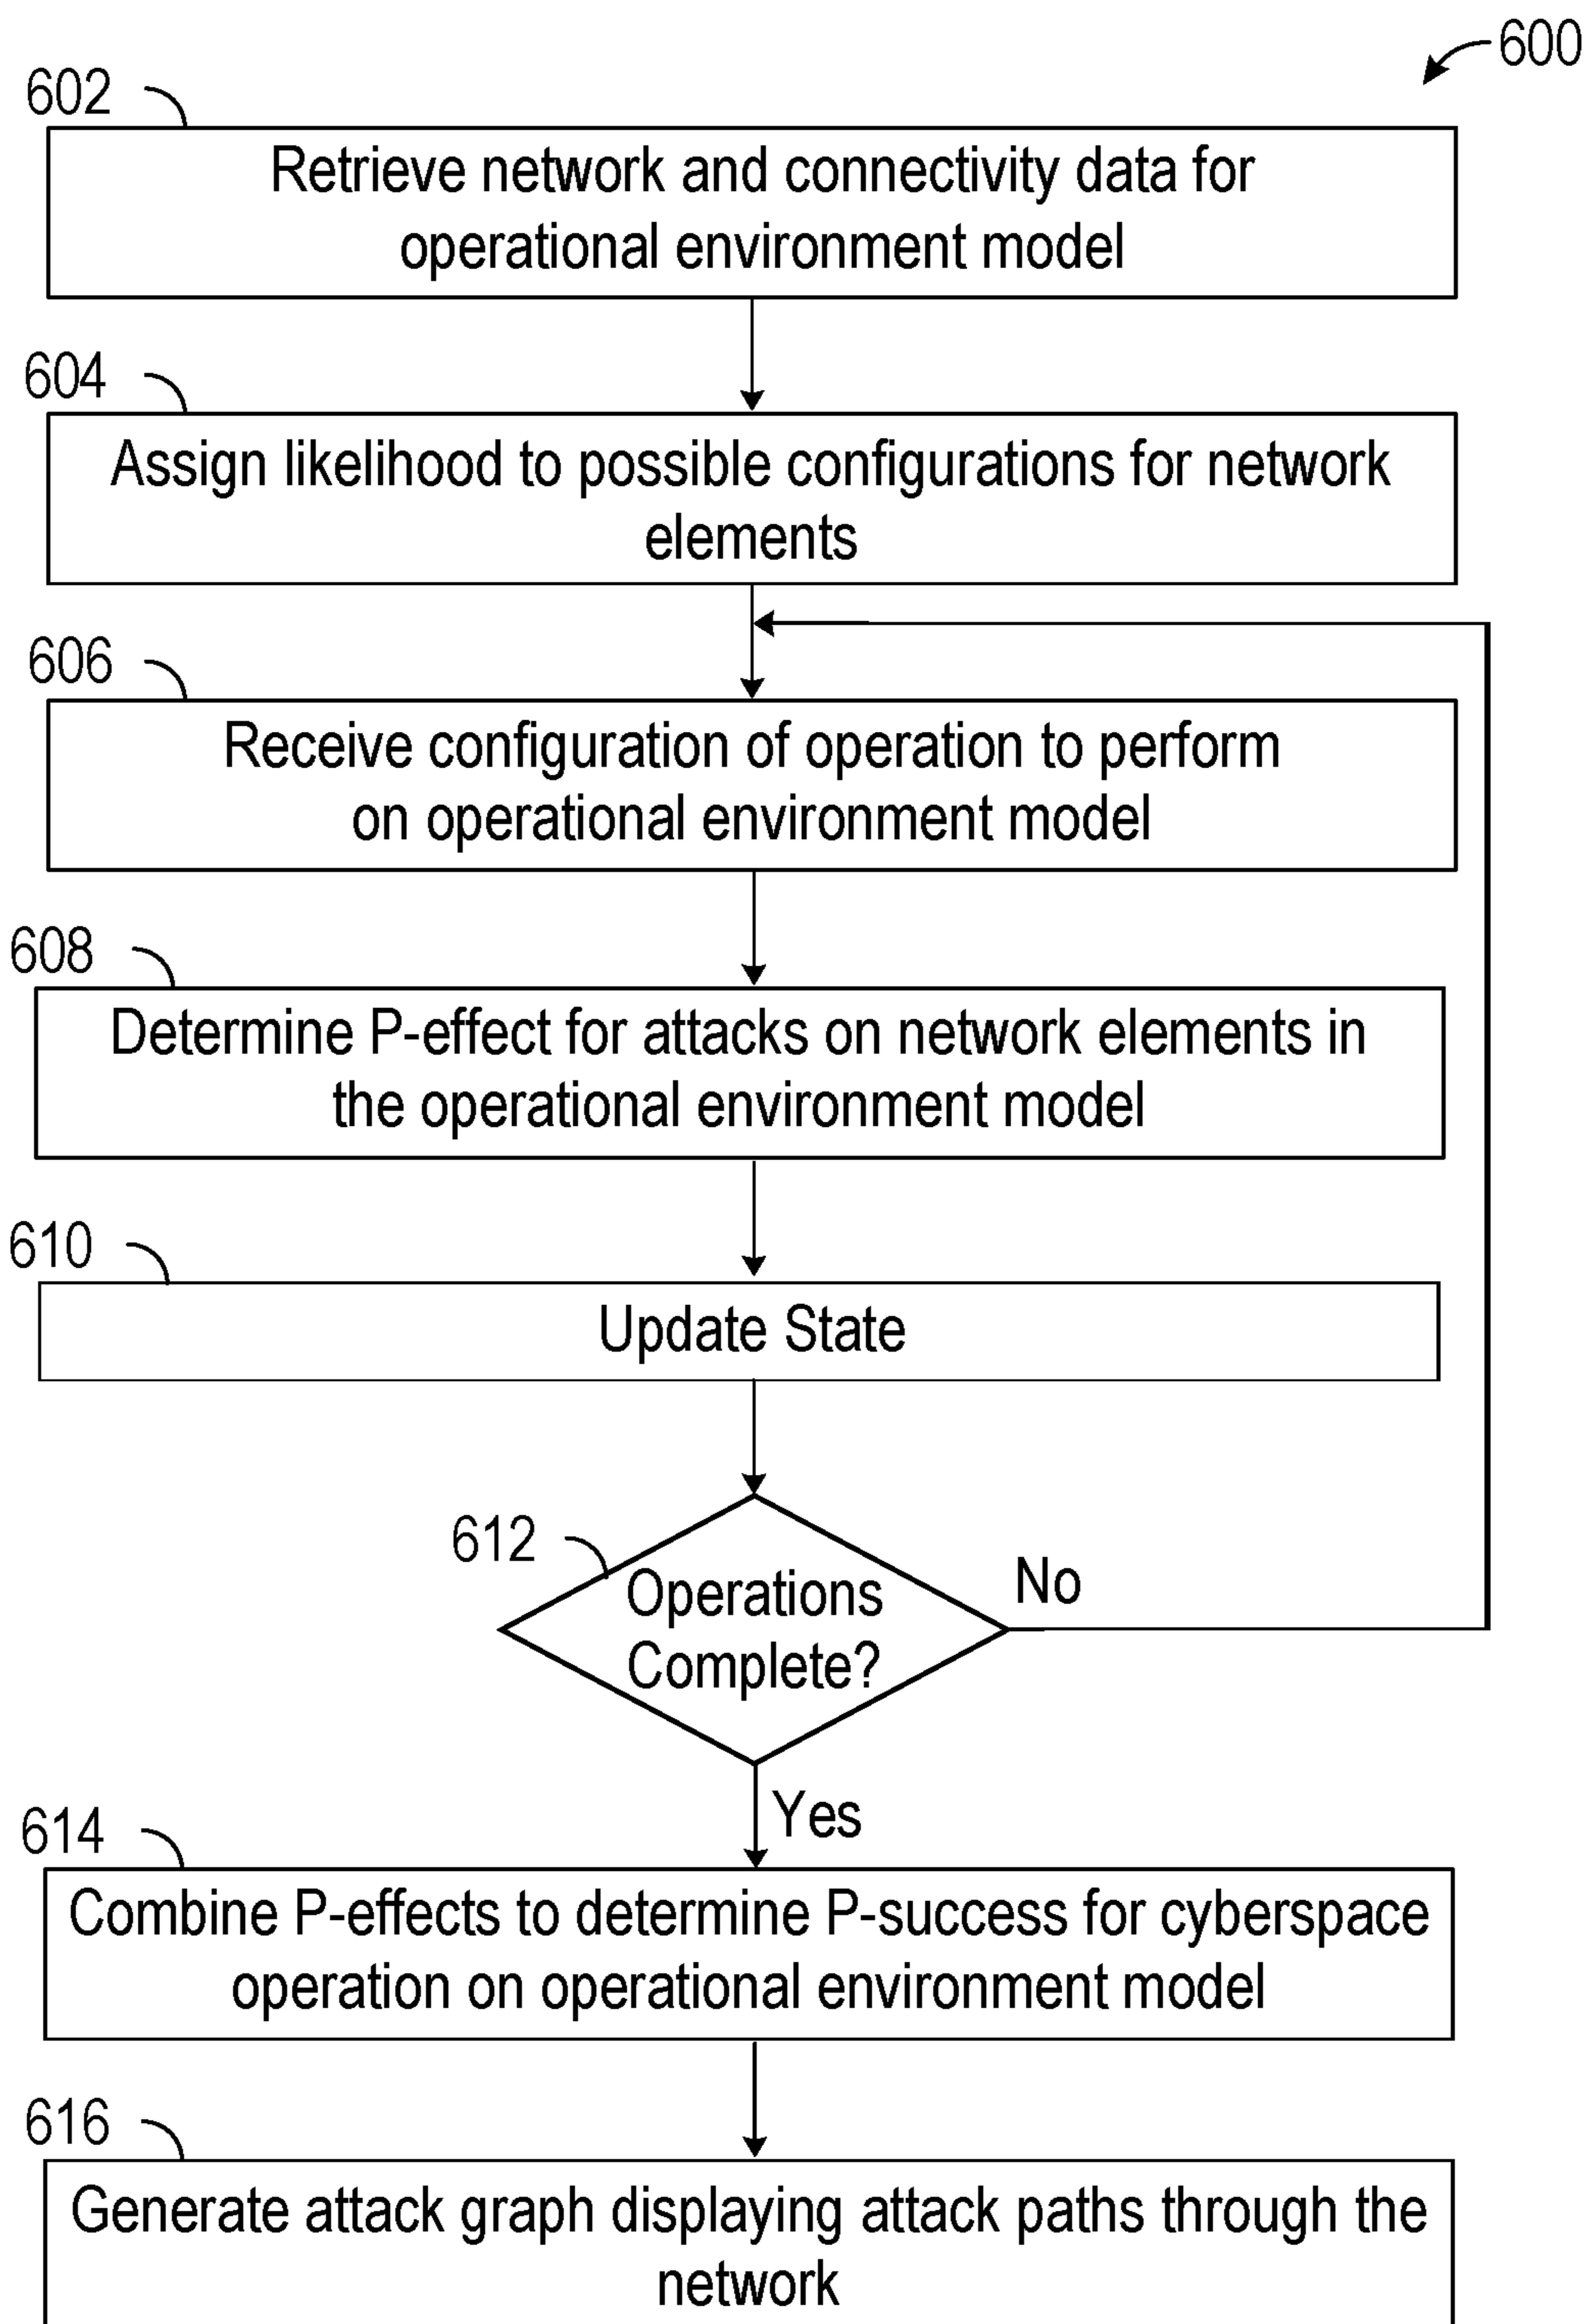 600
602
Retrieve network and connectivity data for
operational environment model
604
Assign likelihood to possible configurations for network
elements
606
Receive configuration of operation to perform
on operational environment model
608
Determine P-effect for attacks on network elements in
the operational environment model
610
Update State
612
Operations
Complete?
No
Yes
614
Combine P-effects to determine P-success for cyberspace
operation on operational environment model
616
Generate attack graph displaying attack paths through the
network